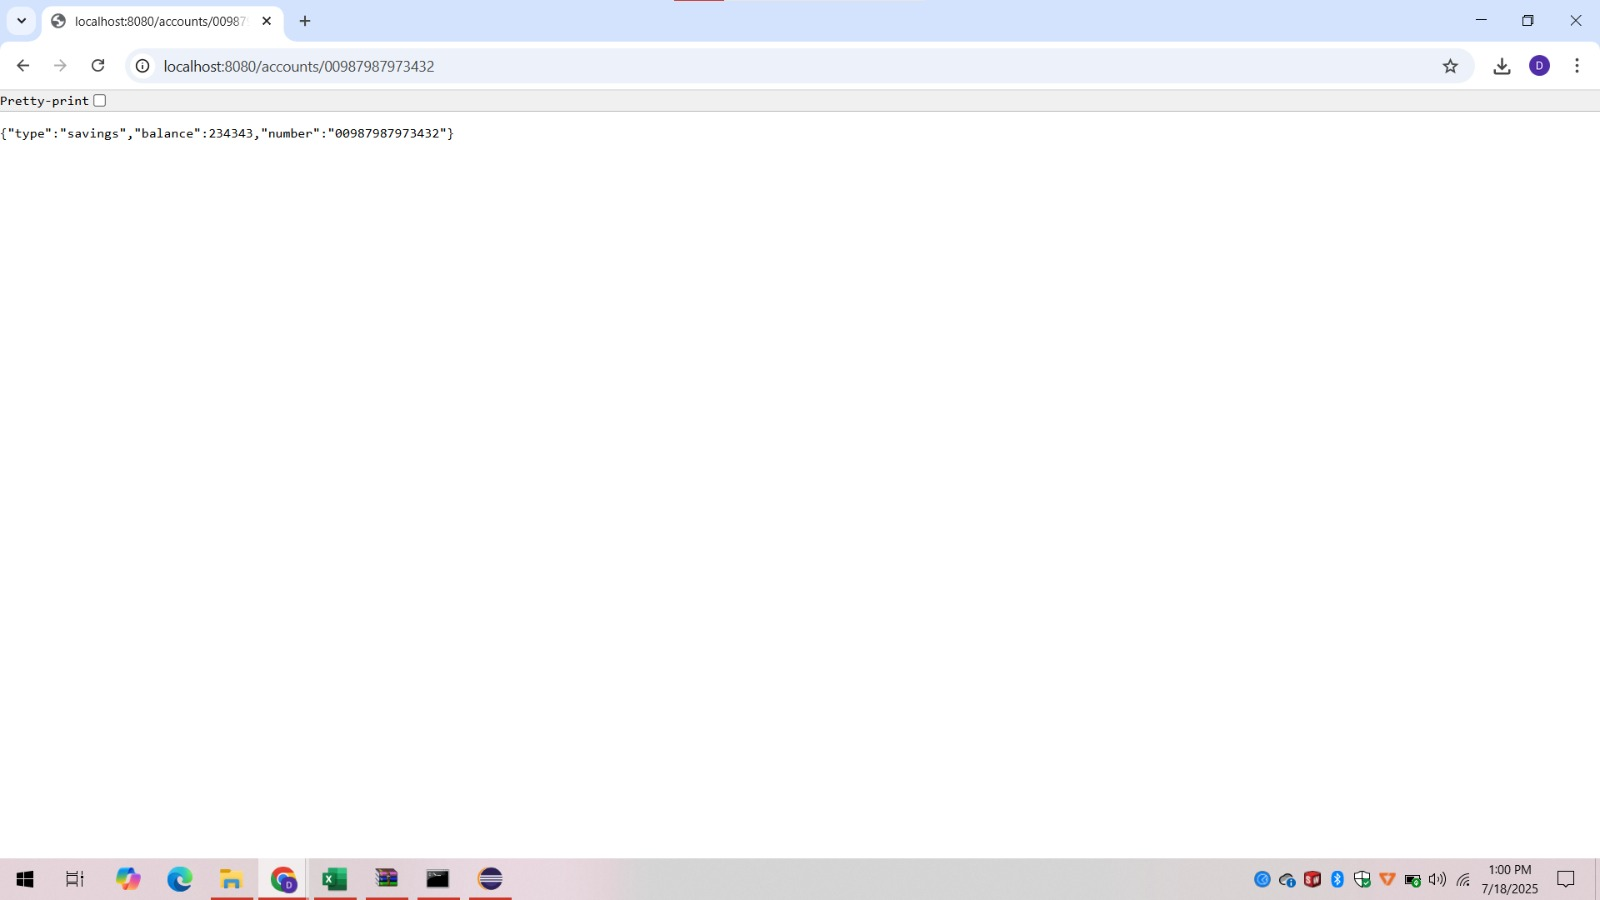 localhost:8080/accounts/00987
localhost:8080/accounts/00987987973432
D
Pretty-print
{"type":"savings","balance":234343,"number":"00987987973432"}
D
1:00 PM
7/18/2025